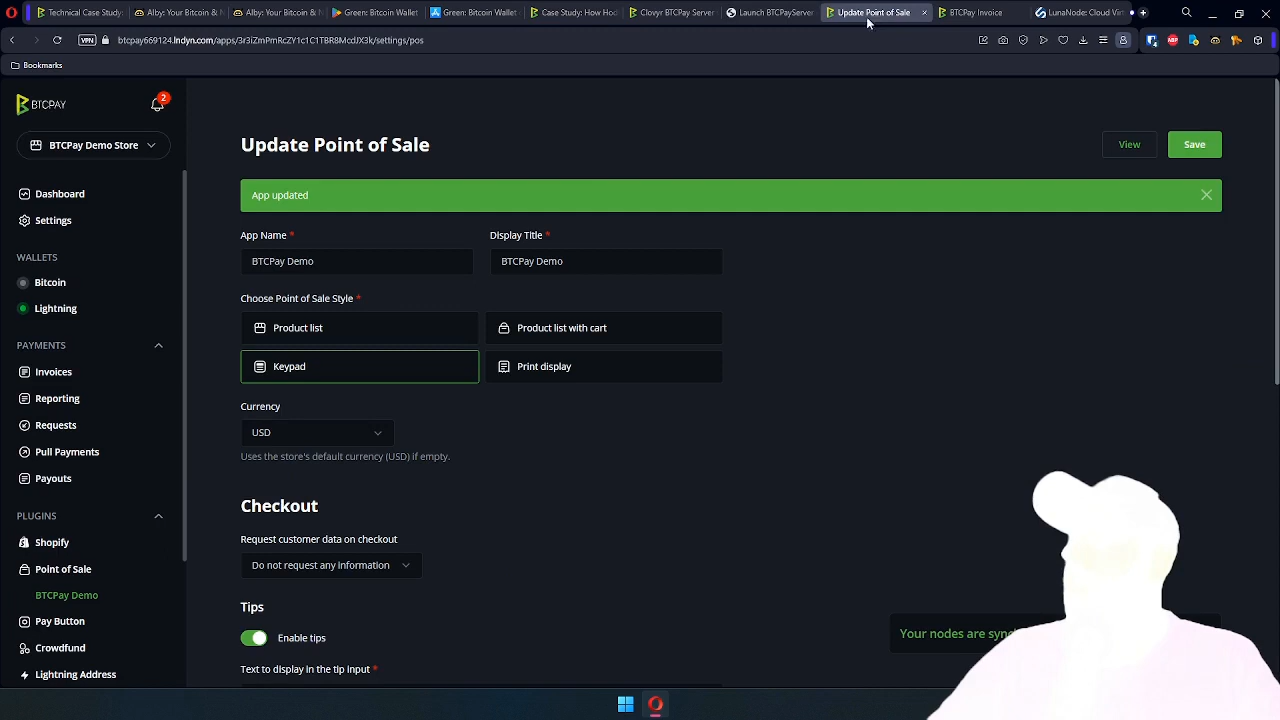 Technical Case Study:
Alby: Your Bitcoin & N
Alby: Your Bitcoin & N
Green: Bitcoin Wallet
Green: Bitcoin Wallet
Case Study: How Hod
Clovyr BTCPay Server
Launch BTCPayServer
Update Point of Sale
BTCPay Invoice
LunaNode: Cloud Vir
VPN
btcpay669124.lndyn.com/apps/3r3iZmPmRcZY1c1C1TBR8McdJX3k/settings/pos
Bookmarks
BTCPAY
2
BTCPay Demo Store
Dashboard
Settings
WALLETS
Bitcoin
Lightning
PAYMENTS
Invoices
Reporting
Requests
Pull Payments
Payouts
PLUGINS
Shopify
Point of Sale
BTCPay Demo
Pay Button
Crowdfund
Lightning Address
Update Point of Sale
View
Save
App updated
App Name *
Display Title *
BTCPay Demo
BTCPay Demo
Choose Point of Sale Style *
Product list
Product list with cart
Keypad
Print display
Currency
USD
Uses the store's default currency (USD) if empty.
Checkout
Request customer data on checkout
Do not request any information
Tips
Enable tips
Text to display in the tip input *
Your nodes are sync